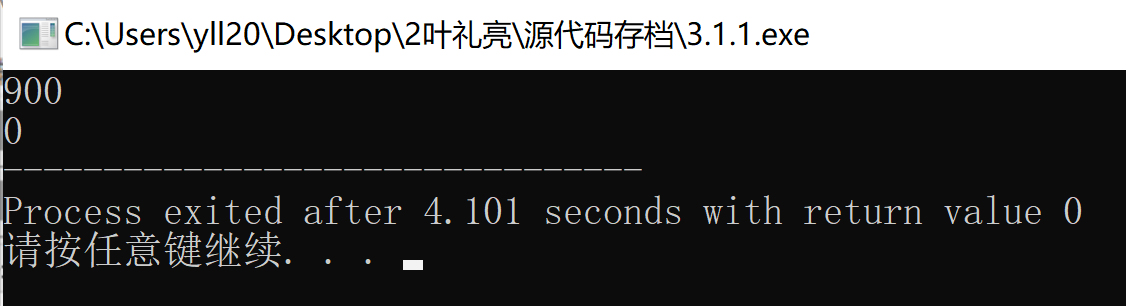 C:\Users\yll20\Desktop\2叶礼亮\源代码存档\3.1.1.exe
900
0
--------------------------------
Process exited after 4.101 seconds with return value 0
请按任意键继续. . .